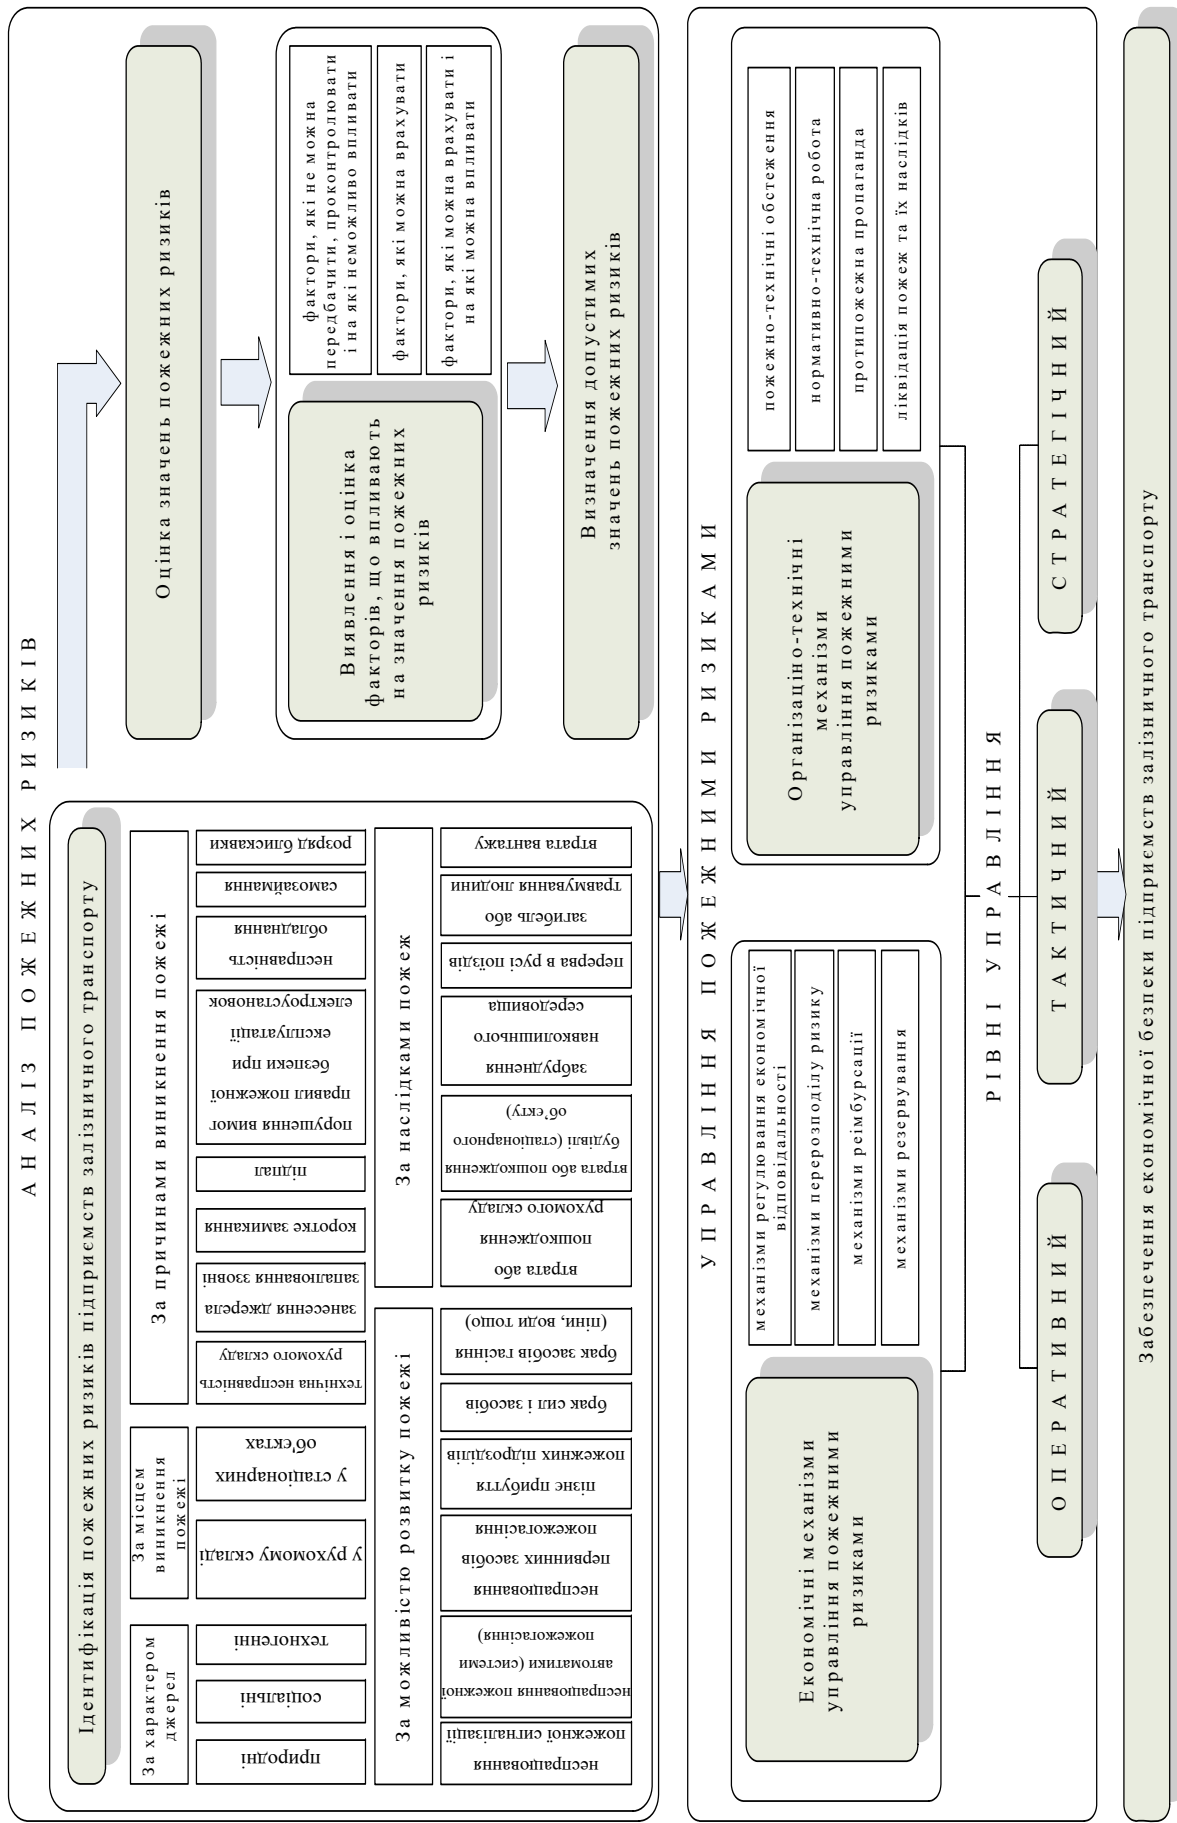 АНАЛІЗ ПОЖЕЖНИХ РИЗИКІВ
Ідентифікація пожежних ризиків підприємств залізничного транспорту
За характером
джерел
природні
соціальні
техногенні
За місцем
виникнення
пожежі
у рухомому складі
у стаціонарних
об'єктах
За причинами виникнення пожежі
технічна несправність
рухомого складу
занесення джерела
запалювання ззовні
коротке замикання
підпал
порушення вимог
правил пожежної
безпеки при
експлуатації
електроустановок
несправність
обладнання
самозаймання
розряд блискавки
За можливістю розвитку пожежі
неспрацювання
пожежної сигналізації
неспрацювання пожежної
автоматики (системи
пожежогасіння)
неспрацювання
первинних засобів
пожежогасіння
пізнє прибуття
пожежних підрозділів
брак сил і засобів
брак засобів гасіння
(піни, води тощо)
За наслідками пожеж
втрата або
пошкодження
рухомого складу
втрата або пошкодження
будівлі (стаціонарного
об'єкту)
забруднення
навколишнього
середовища
перерва в русі поїздів
загибель або
травмування людини
втрата вантажу
Оцінка значень пожежних ризиків
Виявлення і оцінка
факторів, що впливають
на значення пожежних
ризиків
фактори, які не можна
передбачити, проконтролювати
і на які неможливо впливати
фактори, які можна врахувати
фактори, які можна врахувати і
на які можна впливати
Визначення допустимих
значень пожежних ризиків
УПРАВЛІННЯ ПОЖЕЖНИМИ РИЗИКАМИ
Економічні механізми
управління пожежними
ризиками
механізми регулювання економічної
відповідальності
механізми перерозподілу ризику
механізми реімбурсації
механізми резервування
Організаціно-технічні
механізми
управління пожежними
ризиками
пожежно-технічні обстеження
нормативно-технічна робота
протипожежна пропаганда
ліквідація пожеж та їх наслідків
РІВНІ УПРАВЛІННЯ
ОПЕРАТИВНИЙ
ТАКТИЧНИЙ
СТРАТЕГІЧНИЙ
Забезпечення економічної безпеки підприємств залізничного транспорту